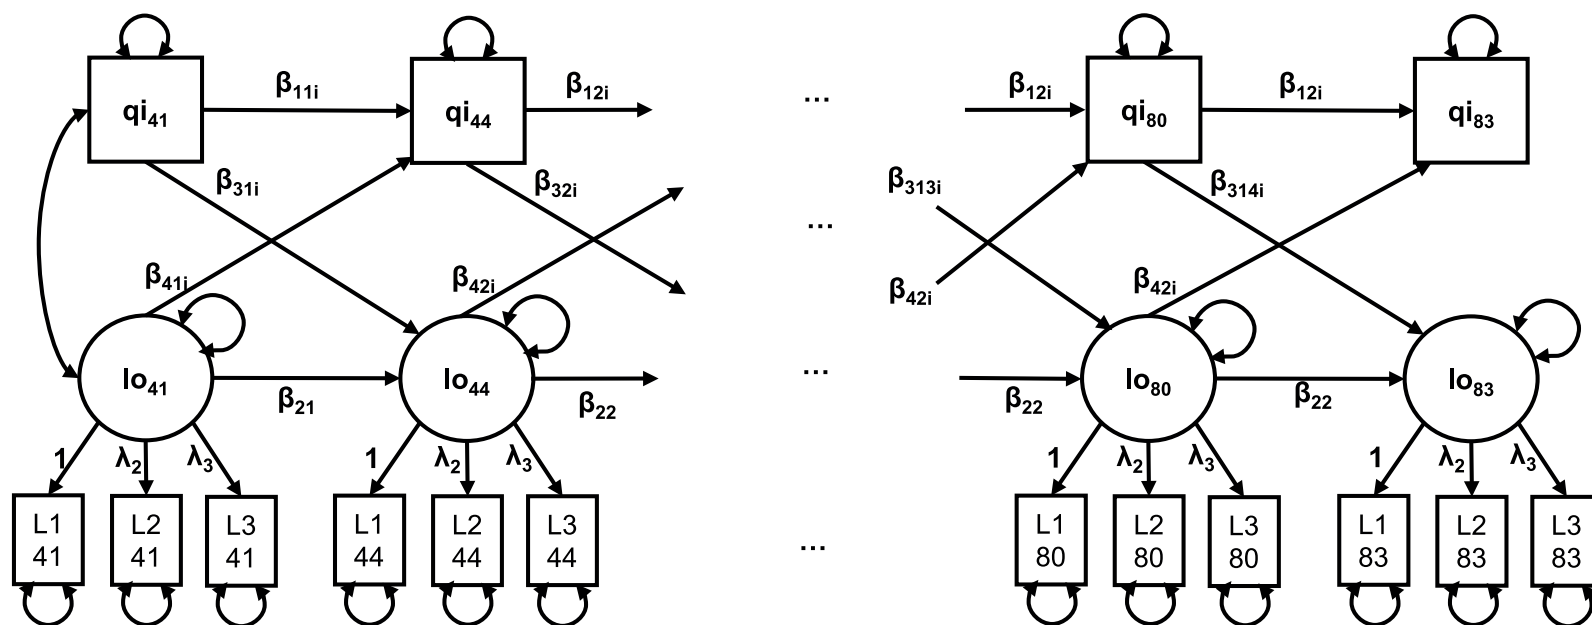 qi₄₁ β₁₁ᵢ qi₄₄ β₁₂ᵢ ... β₁₂ᵢ qi₈₀ β₁₂ᵢ qi₈₃
β₃₁ᵢ β₃₂ᵢ ... β₃₁₃ᵢ β₃₁₄ᵢ
β₄₁ᵢ β₄₂ᵢ β₄₂ᵢ β₄₂ᵢ
lo₄₁ β₂₁ lo₄₄ β₂₂ ... β₂₂ lo₈₀ β₂₂ lo₈₃
1 λ₂ λ₃ 1 λ₂ λ₃ 1 λ₂ λ₃ 1 λ₂ λ₃
L1 L2 L3 L1 L2 L3 ... L1 L2 L3 L1 L2 L3
41 41 41 44 44 44 80 80 80 83 83 83